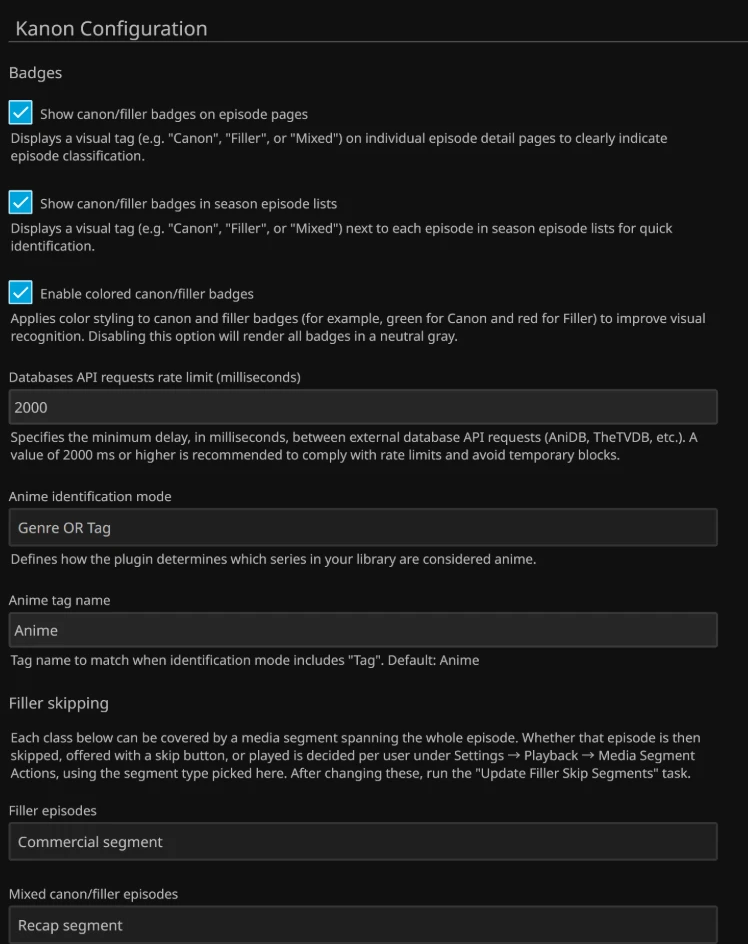 Kanon Configuration
Badges
Show canon/filler badges on episode pages
Displays a visual tag (e.g. "Canon", "Filler", or "Mixed") on individual episode detail pages to clearly indicate
episode classification.
Show canon/filler badges in season episode lists
Displays a visual tag (e.g. "Canon", "Filler", or "Mixed") next to each episode in season episode lists for quick
identification.
Enable colored canon/filler badges
Applies color styling to canon and filler badges (for example, green for Canon and red for Filler) to improve visual
recognition. Disabling this option will render all badges in a neutral gray.
Databases API requests rate limit (milliseconds)
2000
Specifies the minimum delay, in milliseconds, between external database API requests (AniDB, TheTVDB, etc.). A
value of 2000 ms or higher is recommended to comply with rate limits and avoid temporary blocks.
Anime identification mode
Genre OR Tag
Defines how the plugin determines which series in your library are considered anime.
Anime tag name
Anime
Tag name to match when identification mode includes "Tag". Default: Anime
Filler skipping
Each class below can be covered by a media segment spanning the whole episode. Whether that episode is then
skipped, offered with a skip button, or played is decided per user under Settings → Playback → Media Segment
Actions, using the segment type picked here. After changing these, run the "Update Filler Skip Segments" task.
Filler episodes
Commercial segment
Mixed canon/filler episodes
Recap segment